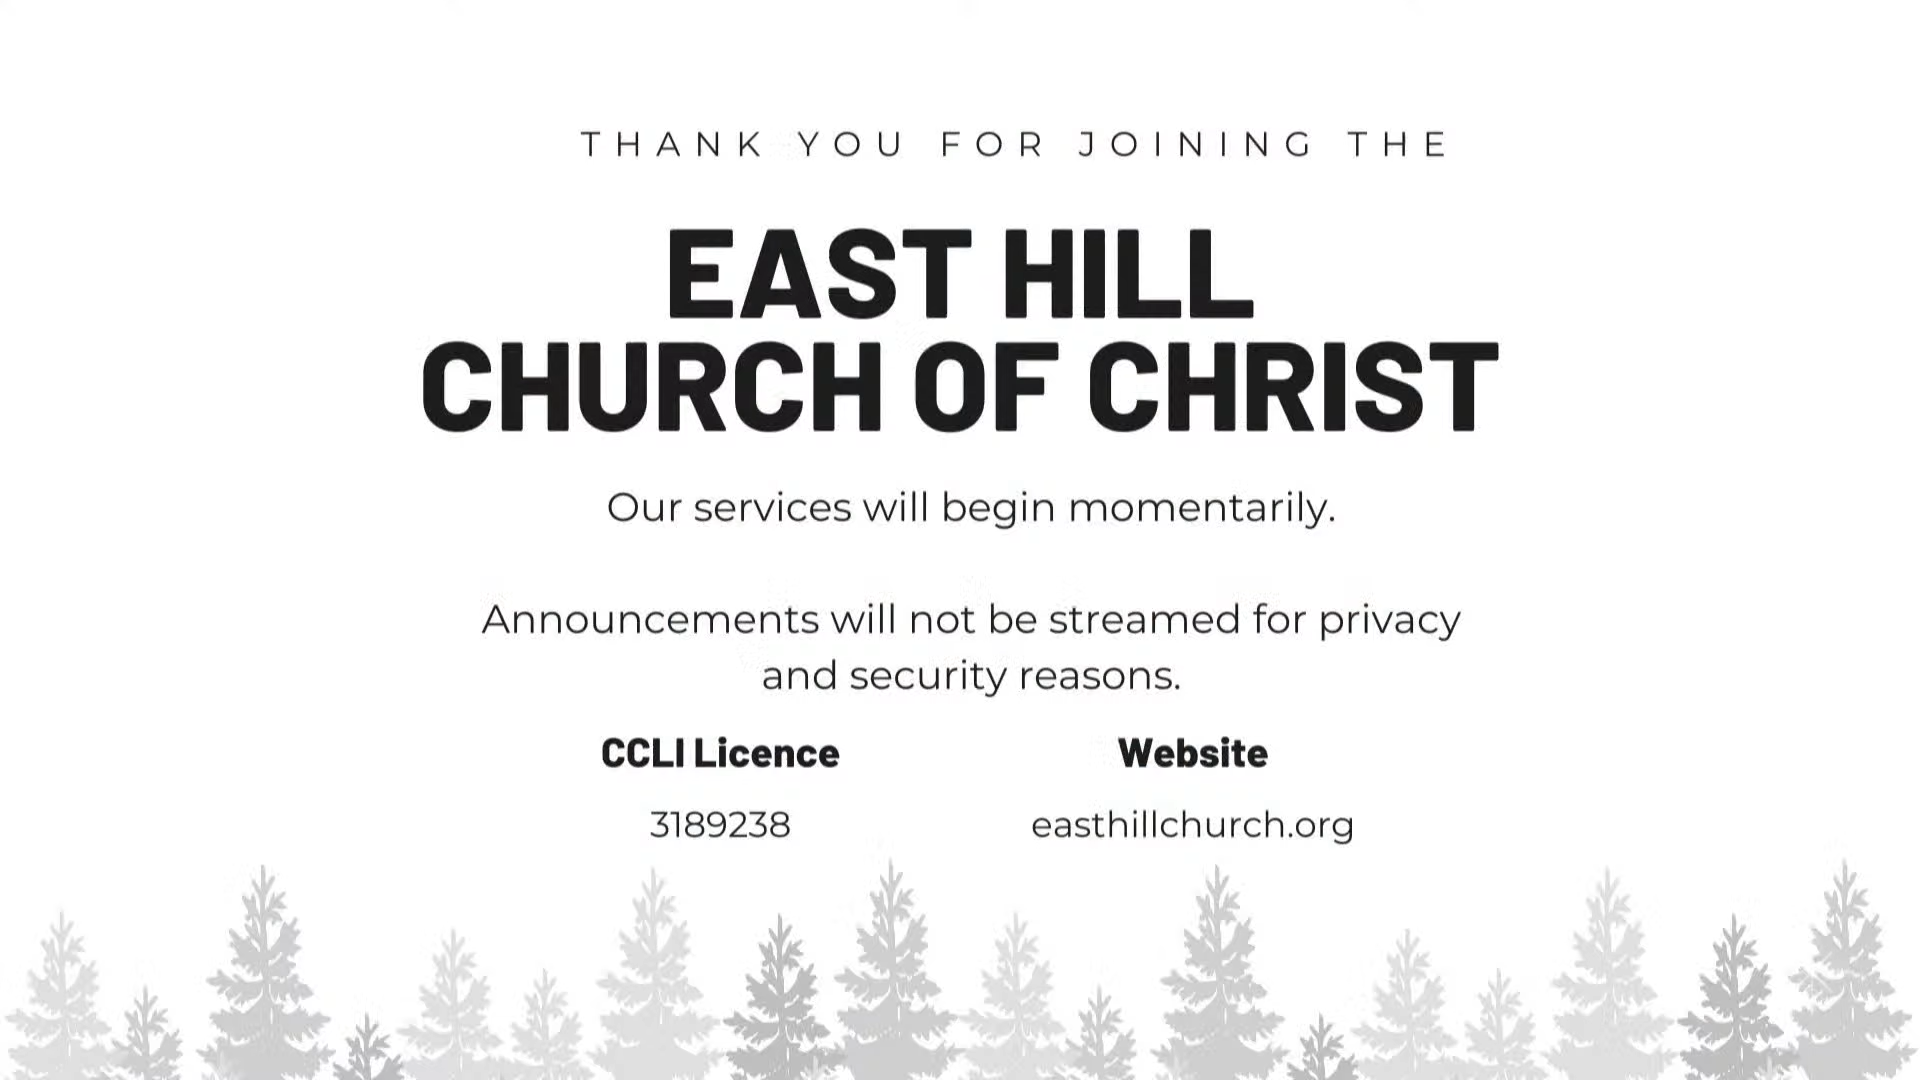 THANK YOU FOR JOINING THE
EAST HILL
CHURCH OF CHRIST
Our services will begin momentarily.
Announcements will not be streamed for privacy
and security reasons.
CCLI Licence
Website
3189238
easthillchurch.org